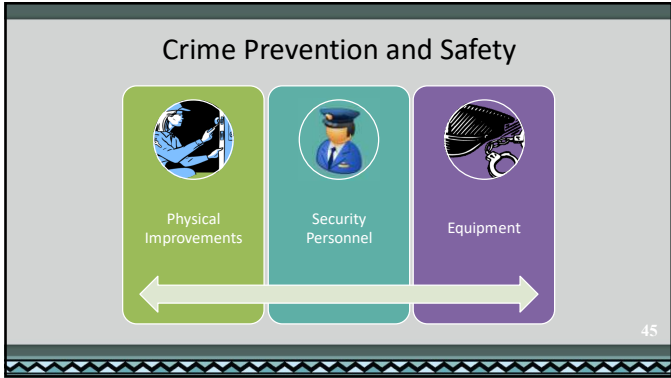 Crime Prevention and Safety
Physical
Improvements
Security
Personnel
Equipment
45